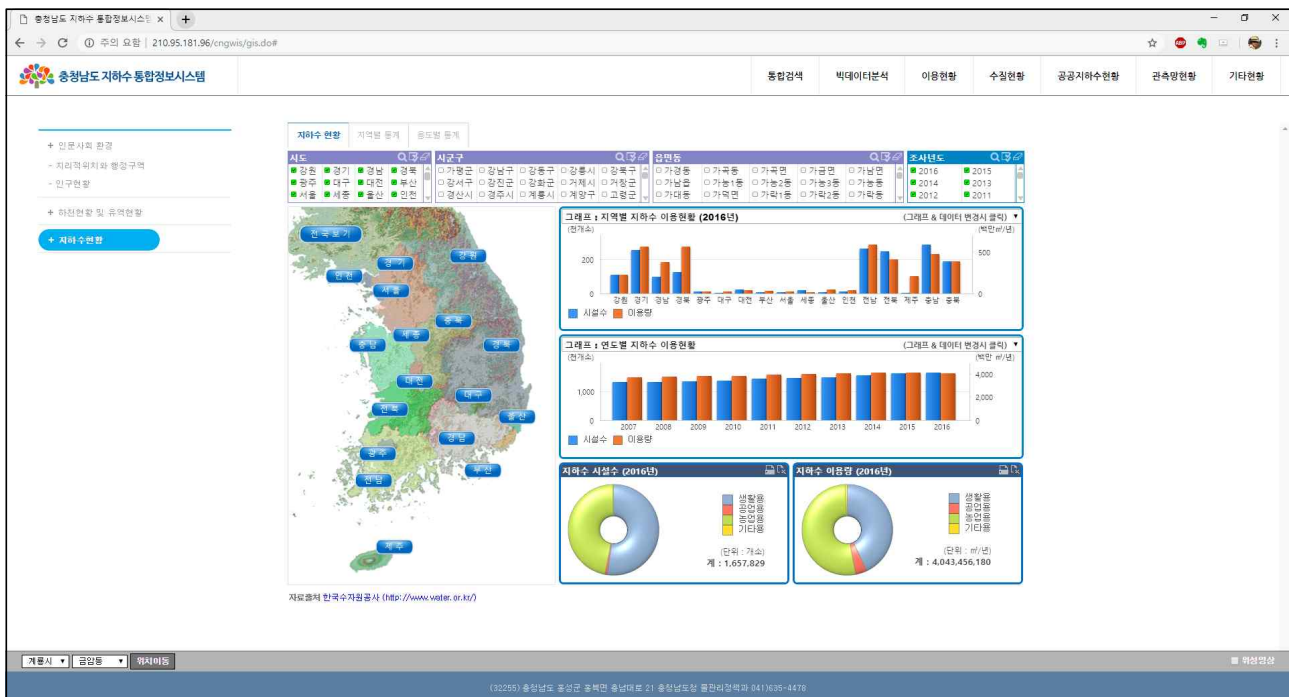 충청남도 지하수 통합정보시스템 × +
주의 요함 | 210.95.181.96/cngwis/gis.do#
충청남도 지하수 통합정보시스템
통합검색 빅데이터분석 이용현황 수질현황 공공지하수현황 관측망현황 기타현황
+ 인문사회 환경
- 지리적위치와 행정구역
- 인구현황
+ 하천현황 및 유역현황
+ 지하수현황
지하수 현황 지역별 통계 용도별 통계
시도 시군구 읍면동 조사년도
강원 경기 경남 경북 가평군 강남구 강동구 강릉시 강북구 가경동 가곡동 가곡면 가금면 가남면 2016 2015
광주 대구 대전 부산 강서구 강진군 강화군 거제시 거창군 가남읍 가능1동 가능2동 가능3동 가능동 2014 2013
서울 세종 울산 인천 경산시 경주시 계룡시 계양구 고령군 가대동 가덕면 가락1동 가락2동 가락동 2012 2011
전국보기
강원
경기
인천
서울
충북
세종
충남
경북
대전
대구
전북
울산
경남
광주
부산
전남
제주
그래프 : 지역별 지하수 이용현황 (2016년) (그래프 & 데이터 변경시 클릭) ▼
(천개소) (백만㎥/년)
200 500
0 0
강원 경기 경남 경북 광주 대구 대전 부산 서울 세종 울산 인천 전남 전북 제주 충남 충북
시설수 이용량
그래프 : 연도별 지하수 이용현황 (그래프 & 데이터 변경시 클릭) ▼
(천개소) (백만 ㎥/년)
4,000
1,000 2,000
0 0
2007 2008 2009 2010 2011 2012 2013 2014 2015 2016
시설수 이용량
지하수 시설수 (2016년)
생활용
공업용
농업용
기타용
(단위 : 개소)
계 : 1,657,829
지하수 이용량 (2016년)
생활용
공업용
농업용
기타용
(단위 : ㎥/년)
계 : 4,043,456,180
자료출처 한국수자원공사 (http://www.water.or.kr/)
계룡시 ▼ 금암동 ▼ 위치이동 위성영상
(32255) 충청남도 홍성군 홍북면 충남대로 21 충청남도청 물관리정책과 041)635-4478